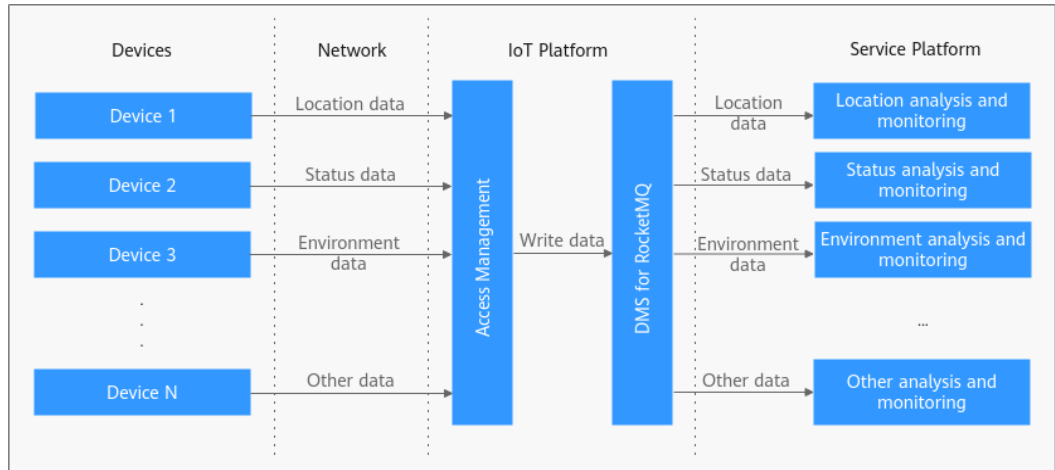 Devices
Network
IoT Platform
Service Platform
Device 1
Location data
Location
data
Location analysis and
monitoring
Device 2
Status data
Status data
Status analysis and
monitoring
Device 3
Environment
data
Access Management
Write data
DMS for RocketMQ
Environment
data
Environment analysis and
monitoring
.
.
.
...
Device N
Other data
Other data
Other analysis and
monitoring